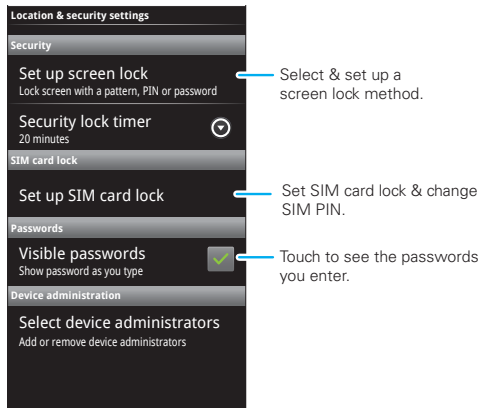 Location & security settings
Security
Set up screen lock
Lock screen with a pattern, PIN or password
Select & set up a
screen lock method.
Security lock timer
20 minutes
SIM card lock
Set up SIM card lock
Set SIM card lock & change
SIM PIN.
Passwords
Visible passwords
Show password as you type
Touch to see the passwords
you enter.
Device administration
Select device administrators
Add or remove device administrators